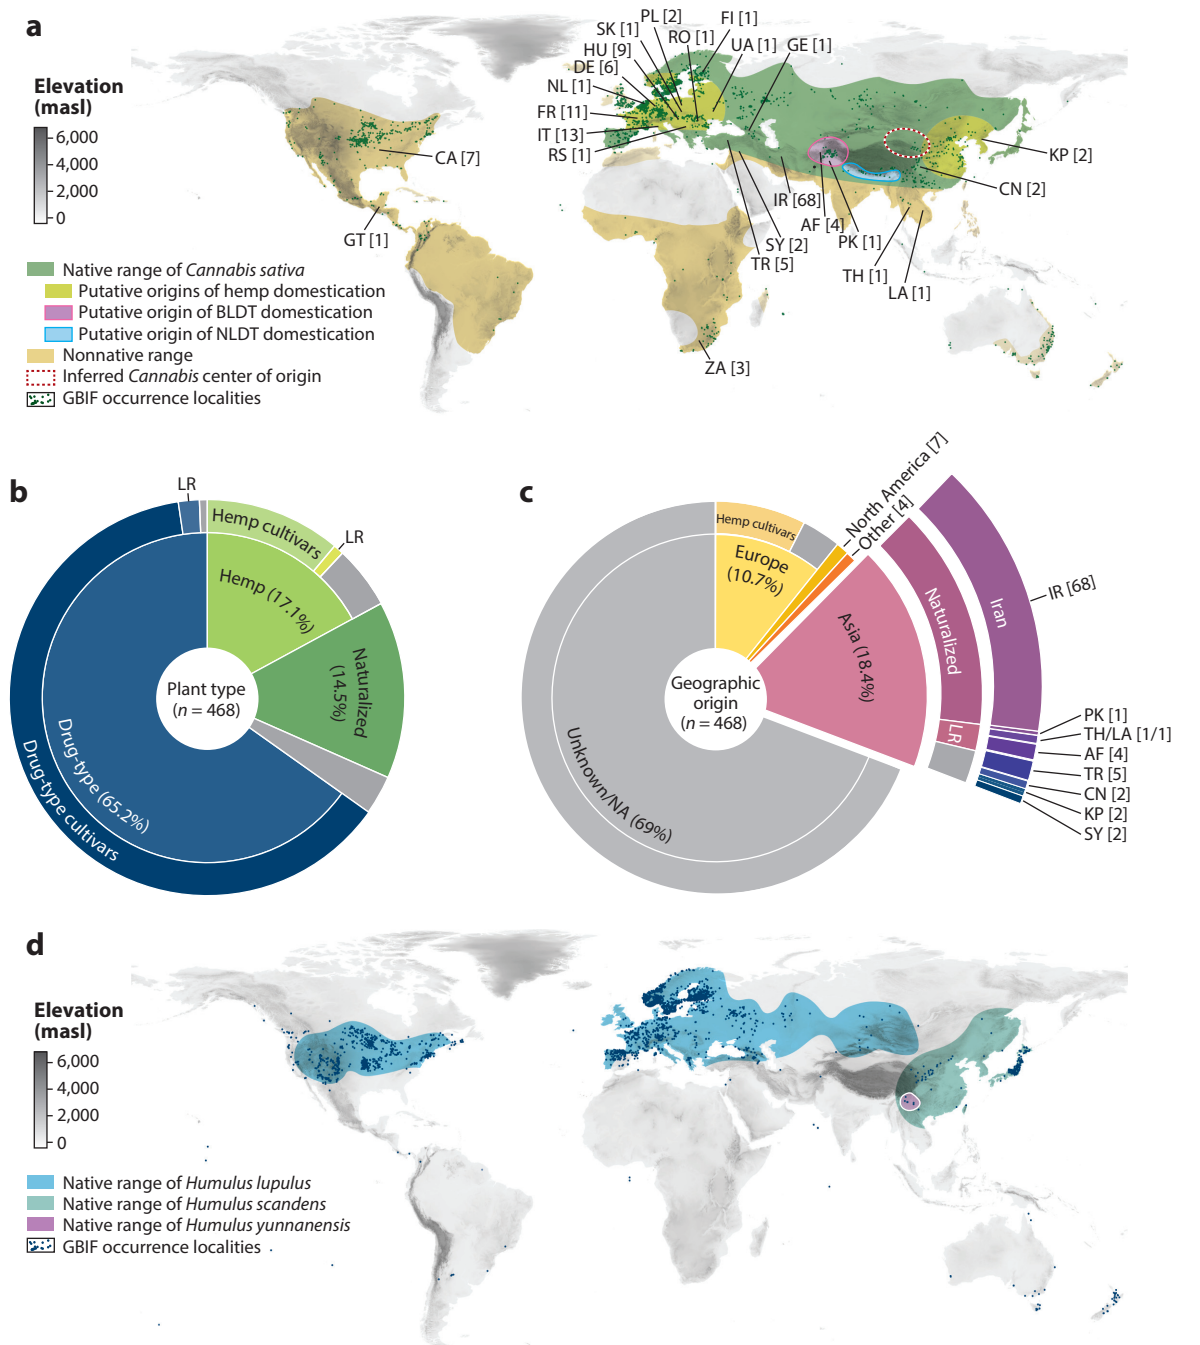 a
Elevation
(masl)
6,000
4,000
2,000
0
PL [2]
FI [1]
SK [1]
RO [1]
HU [9]
UA [1]
GE [1]
DE [6]
NL [1]
FR [11]
IT [13]
RS [1]
CA [7]
GT [1]
KP [2]
CN [2]
IR [68]
AF [4]
PK [1]
SY [2]
TR [5]
TH [1]
LA [1]
ZA [3]
Native range of Cannabis sativa
Putative origins of hemp domestication
Putative origin of BLDT domestication
Putative origin of NLDT domestication
Nonnative range
Inferred Cannabis center of origin
GBIF occurrence localities
b
LR
Hemp cultivars
LR
Hemp (17.1%)
Naturalized
(14.5%)
Plant type
(n = 468)
Drug-type (65.2%)
Drug-type cultivars
c
North America [7]
Other [4]
Hemp cultivars
Europe
(10.7%)
Asia (18.4%)
Naturalized
LR
Iran
IR [68]
Geographic
origin
(n = 468)
Unknown/NA (69%)
PK [1]
TH/LA [1/1]
AF [4]
TR [5]
CN [2]
KP [2]
SY [2]
d
Elevation
(masl)
6,000
4,000
2,000
0
Native range of Humulus lupulus
Native range of Humulus scandens
Native range of Humulus yunnanensis
GBIF occurrence localities